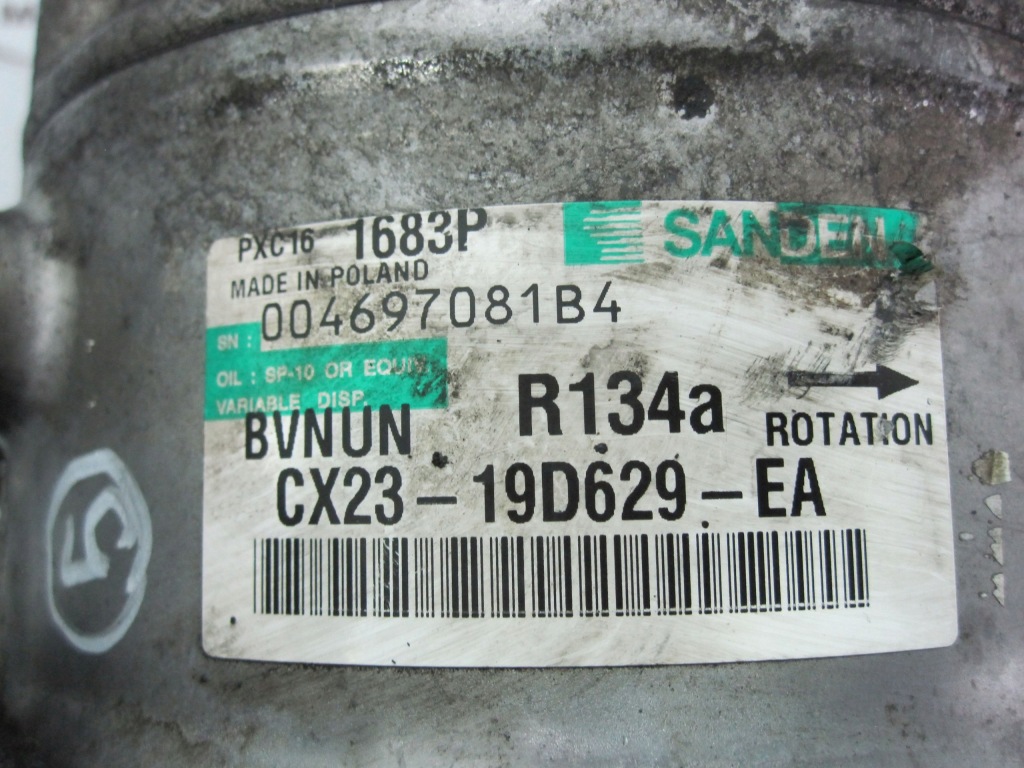 PXC16 1683P SANDEN
MADE IN POLAND
SN : 004697081B4
OIL : SP-10 OR EQUIV
VARIABLE DISP.
BVNUN R134a ROTATION
CX23-19D629-EA
5